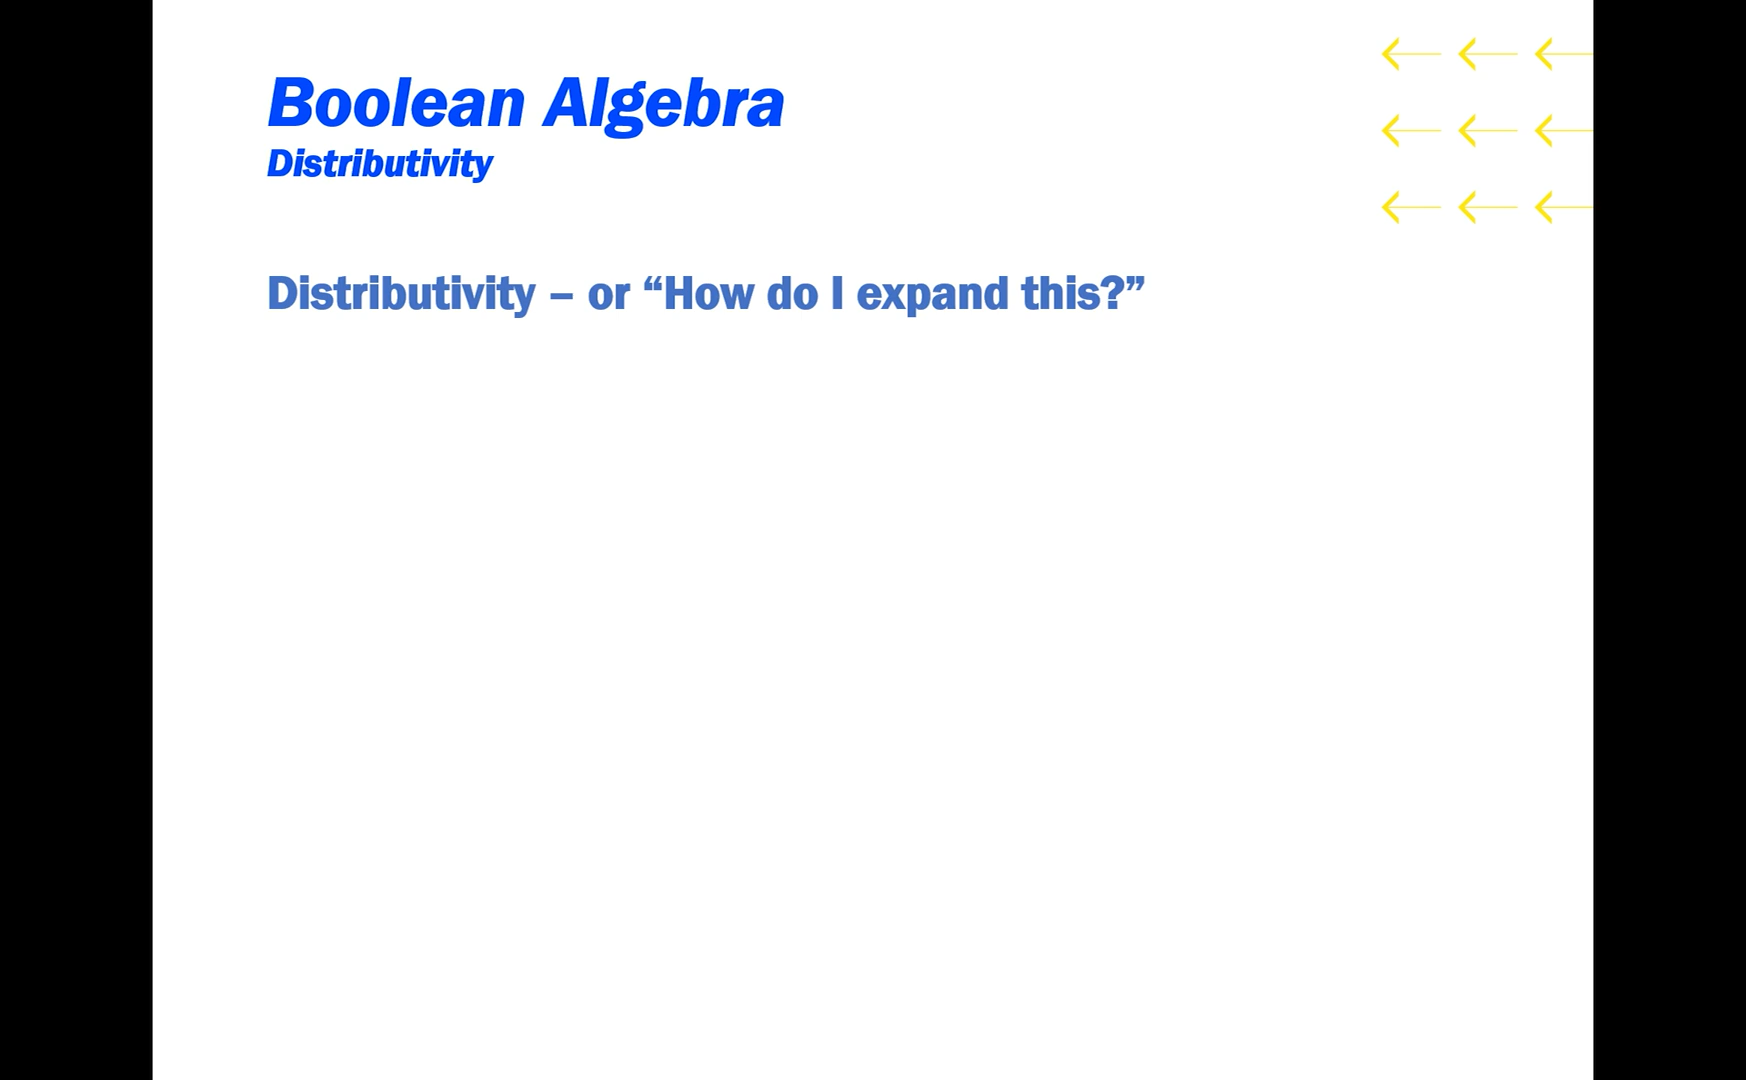 Boolean Algebra
Distributivity
Distributivity – or “How do I expand this?”